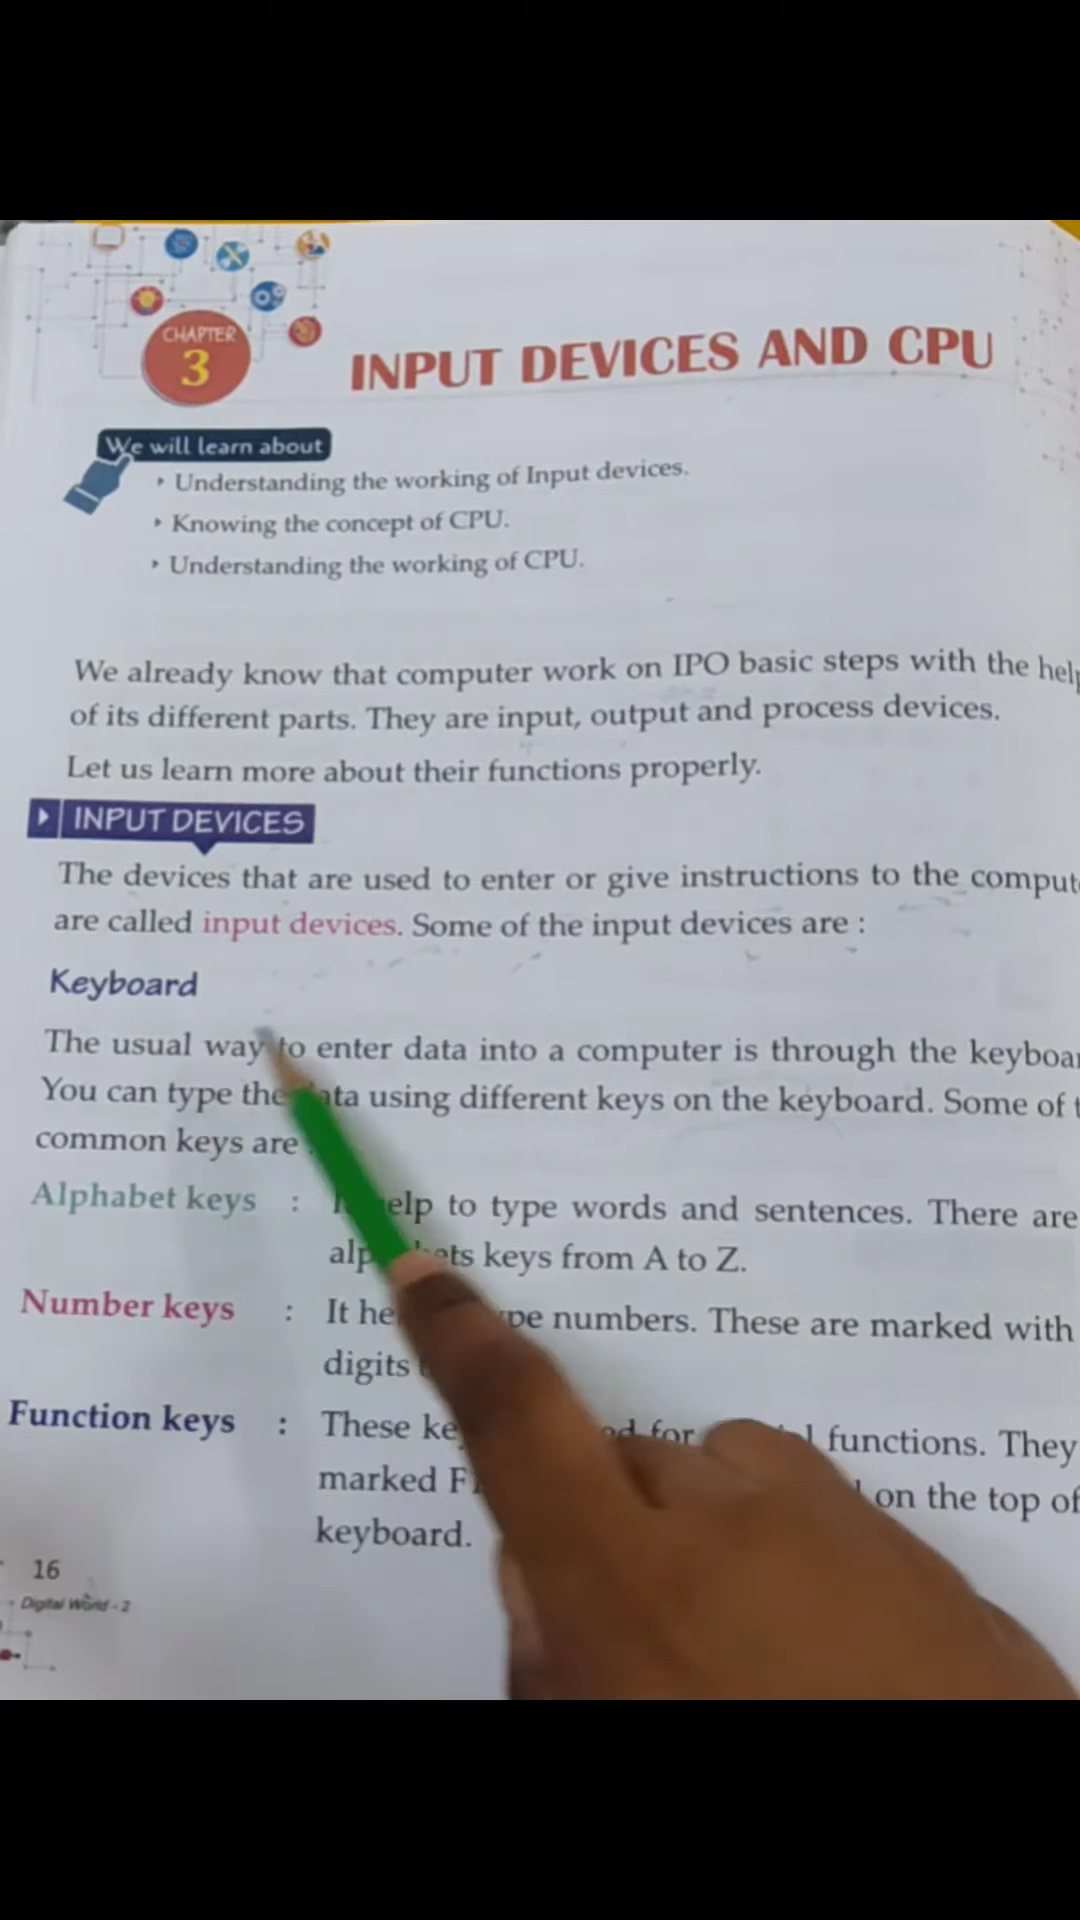 CHAPTER
3
INPUT DEVICES AND CPU
We will learn about
‣ Understanding the working of Input devices.
‣ Knowing the concept of CPU.
‣ Understanding the working of CPU.
We already know that computer work on IPO basic steps with the help
of its different parts. They are input, output and process devices.
Let us learn more about their functions properly.
INPUT DEVICES
The devices that are used to enter or give instructions to the
are called input devices. Some of the input devices are :
Keyboard
The usual way to enter data into a computer is through the
You can type the data using different keys on the keyboard. Some of
common keys are
Alphabet keys : help to type words and sentences. There are
keys from A to Z.
Number keys : It numbers. These are marked with
digits
Function keys : These for functions. They
marked on the top of
keyboard.
16
Digital World - 2